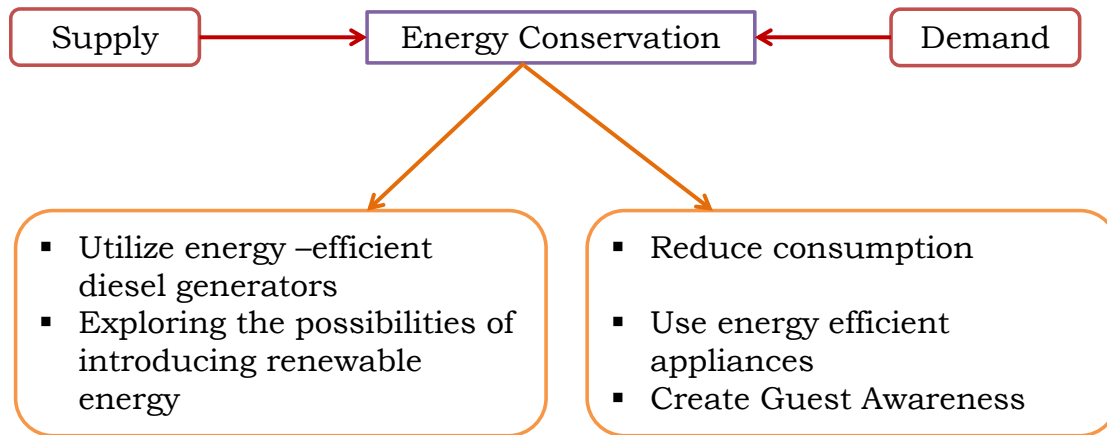 Supply
Energy Conservation
Demand
▪ Utilize energy –efficient
diesel generators
▪ Exploring the possibilities of
introducing renewable
energy
▪ Reduce consumption
▪ Use energy efficient
appliances
▪ Create Guest Awareness